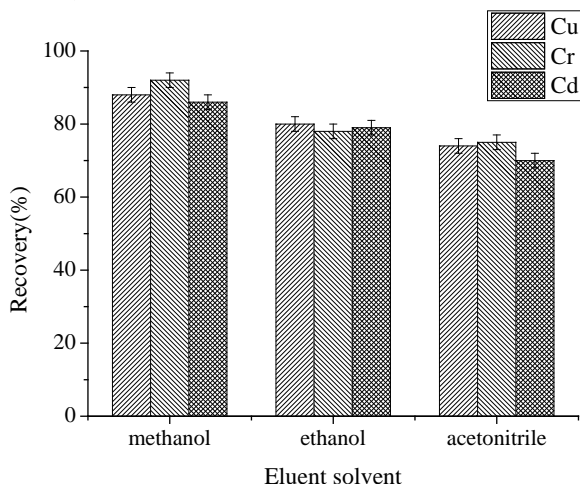 Cu
Cr
Cd
100
80
60
40
20
0
Recovery(%)
methanol ethanol acetonitrile
Eluent solvent